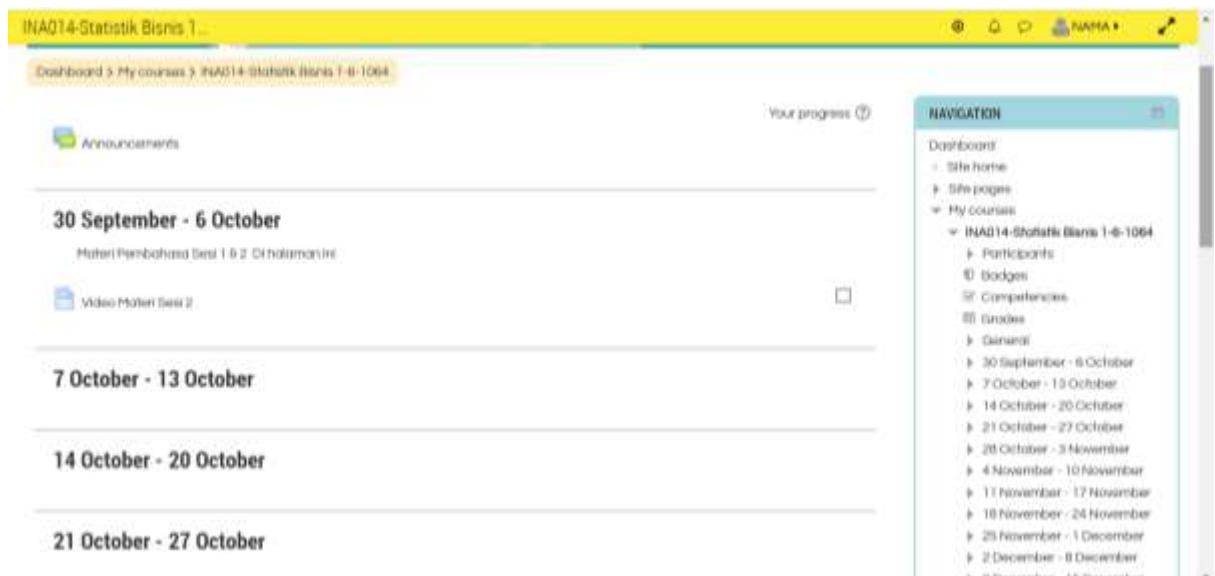 INA014-Statistik Bisnis 1...
NAMA
Dashboard > My courses > INA014-Statistik Bisnis 1-6-1064
Your progress
Announcements
30 September - 6 October
Materi Pembahasa Sesi 1 & 2 Di halaman ini
Video Materi Sesi 2
7 October - 13 October
14 October - 20 October
21 October - 27 October
NAVIGATION
Dashboard
Site home
Site pages
My courses
INA014-Statistik Bisnis 1-6-1064
Participants
Badges
Competencies
Grades
General
30 September - 6 October
7 October - 13 October
14 October - 20 October
21 October - 27 October
28 October - 3 November
4 November - 10 November
11 November - 17 November
18 November - 24 November
25 November - 1 December
2 December - 8 December